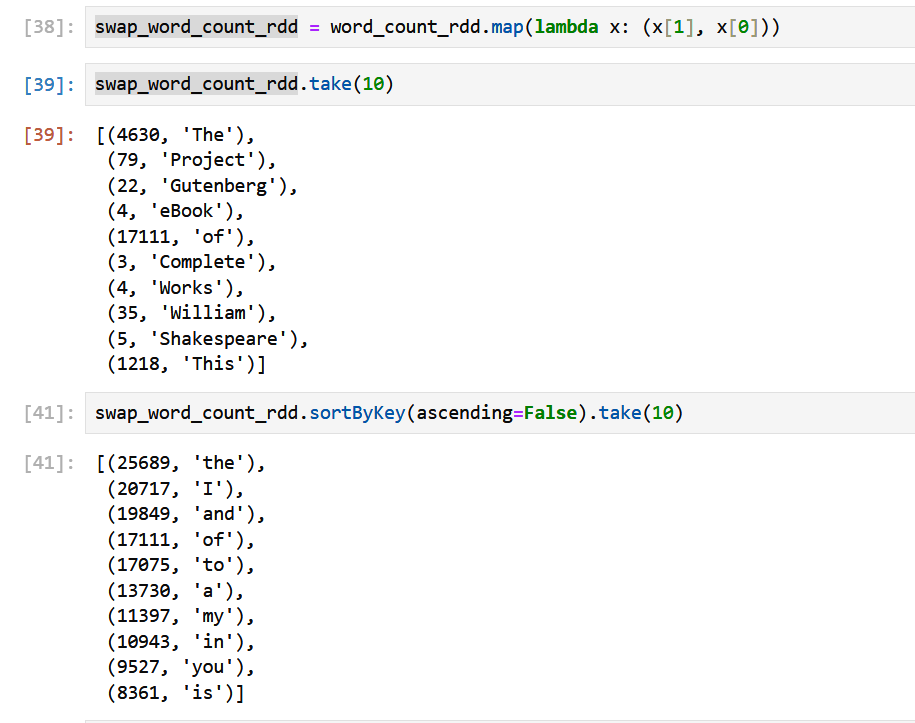 [38]: swap_word_count_rdd = word_count_rdd.map(lambda x: (x[1], x[0]))
[39]: swap_word_count_rdd.take(10)
[39]: [(4630, 'The'),
(79, 'Project'),
(22, 'Gutenberg'),
(4, 'eBook'),
(17111, 'of'),
(3, 'Complete'),
(4, 'Works'),
(35, 'William'),
(5, 'Shakespeare'),
(1218, 'This')]
[41]: swap_word_count_rdd.sortByKey(ascending=False).take(10)
[41]: [(25689, 'the'),
(20717, 'I'),
(19849, 'and'),
(17111, 'of'),
(17075, 'to'),
(13730, 'a'),
(11397, 'my'),
(10943, 'in'),
(9527, 'you'),
(8361, 'is')]